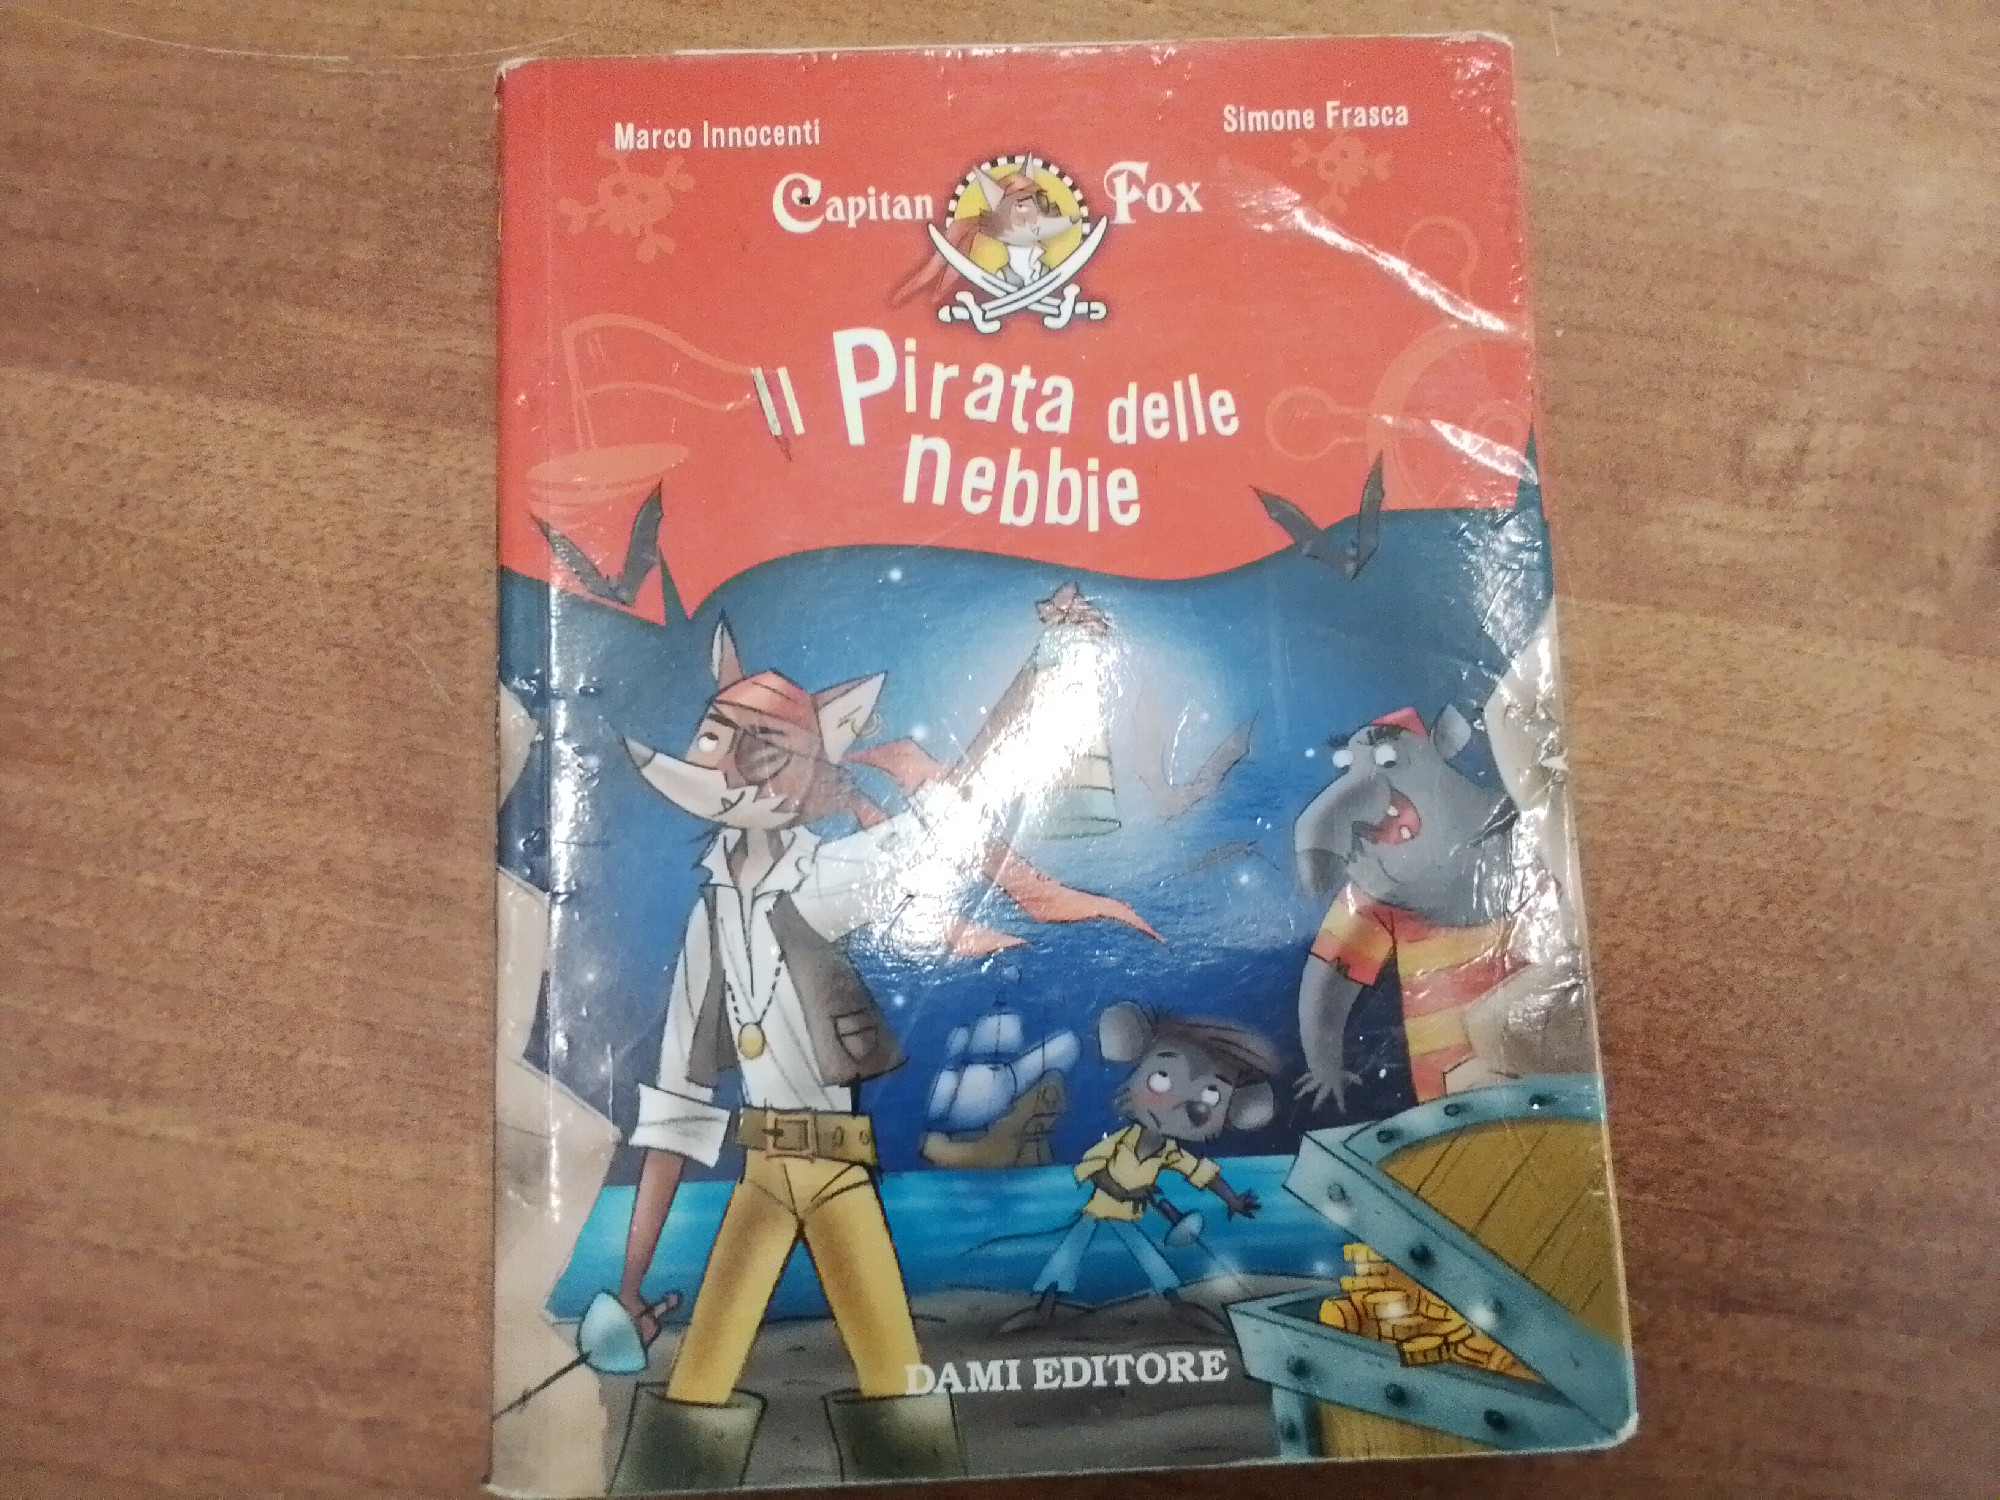 Marco Innocenti
Simone Frasca
Capitan Fox
Il Pirata delle
nebbie
DAMI EDITORE